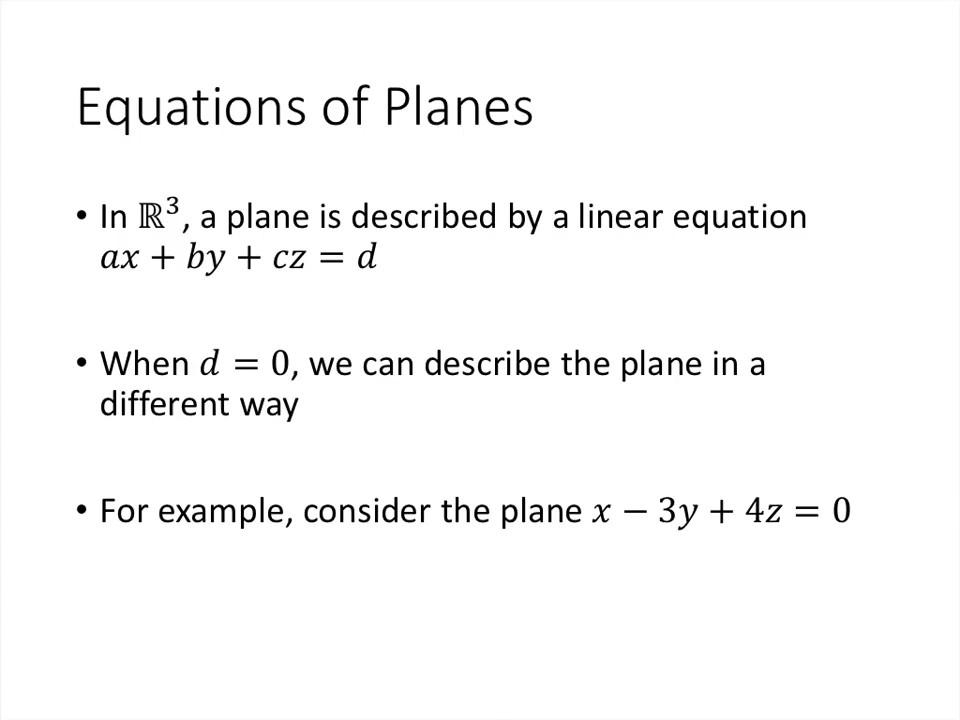 Equations of Planes
• In ℝ³, a plane is described by a linear equation
𝑎𝑥 + 𝑏𝑦 + 𝑐𝑧 = 𝑑
• When 𝑑 = 0, we can describe the plane in a
different way
• For example, consider the plane 𝑥 − 3𝑦 + 4𝑧 = 0